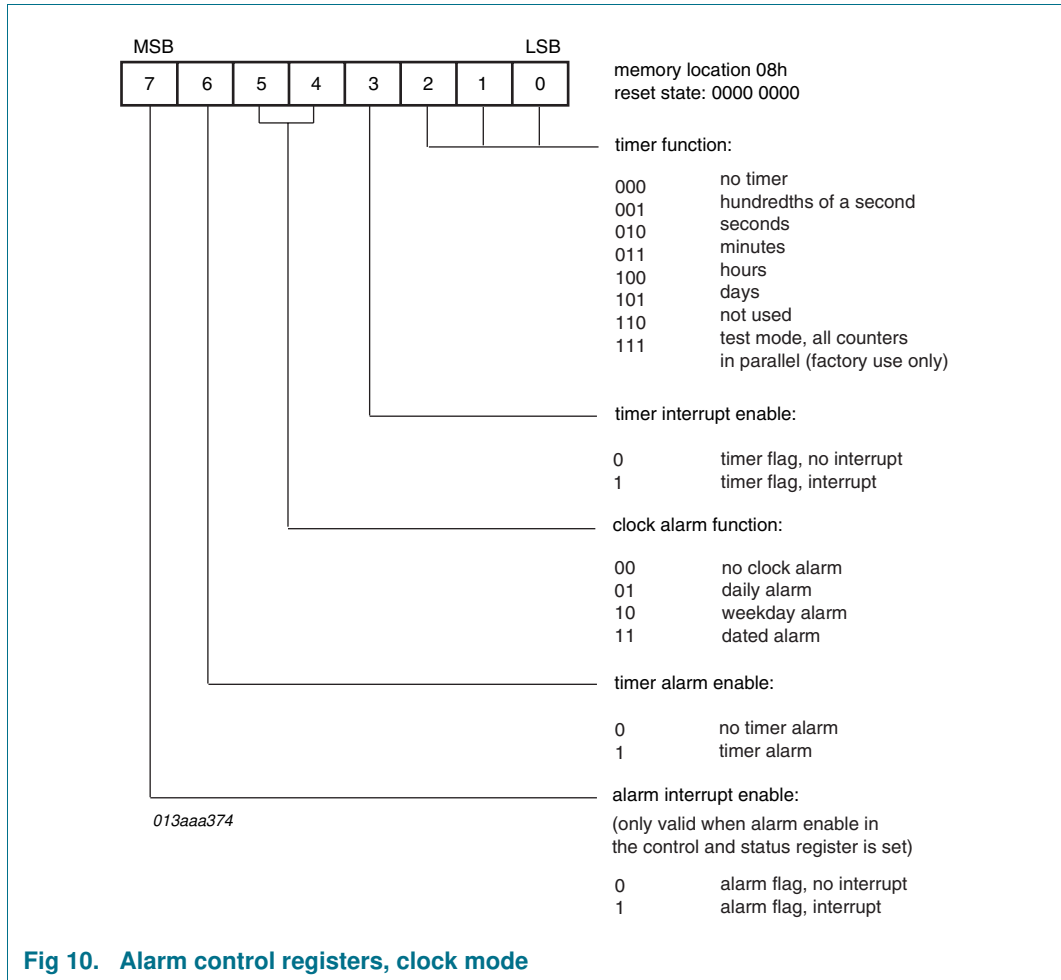 MSB LSB
7 6 5 4 3 2 1 0
memory location 08h
reset state: 0000 0000
timer function:
000 no timer
001 hundredths of a second
010 seconds
011 minutes
100 hours
101 days
110 not used
111 test mode, all counters
in parallel (factory use only)
timer interrupt enable:
0 timer flag, no interrupt
1 timer flag, interrupt
clock alarm function:
00 no clock alarm
01 daily alarm
10 weekday alarm
11 dated alarm
timer alarm enable:
0 no timer alarm
1 timer alarm
alarm interrupt enable:
(only valid when alarm enable in
the control and status register is set)
0 alarm flag, no interrupt
1 alarm flag, interrupt
013aaa374
Fig 10. Alarm control registers, clock mode